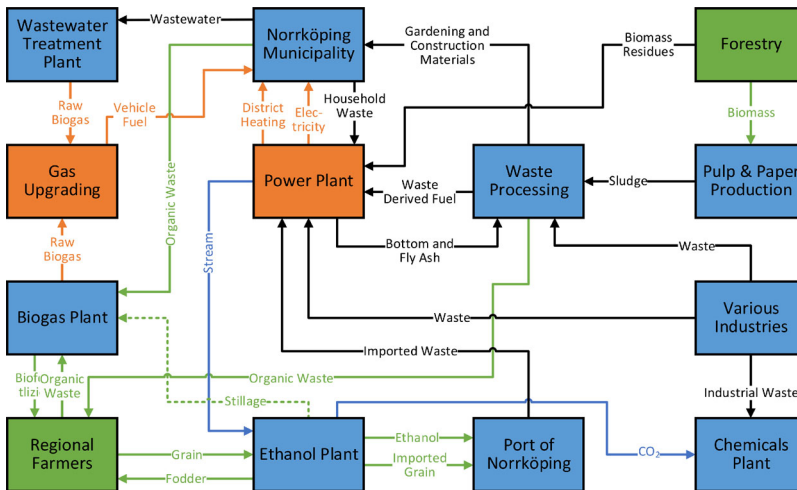 Wastewater
Treatment
Plant
Wastewater
Norrköping
Municipality
Gardening and
Construction
Materials
Biomass
Residues
Forestry
Raw
Biogas
Vehicle
Fuel
District
Heating
Elec-
tricity
Household
Waste
Biomass
Gas
Upgrading
Organic Waste
Power Plant
Waste
Derived Fuel
Waste
Processing
Sludge
Pulp & Paper
Production
Raw
Biogas
Stream
Bottom and
Fly Ash
Waste
Biogas Plant
Waste
Various
Industries
Imported Waste
Organic
Waste
Organic Waste
Stillage
Industrial Waste
Regional
Farmers
Grain
Fodder
Ethanol Plant
Ethanol
Imported
Grain
Port of
Norrköping
CO₂
Chemicals
Plant